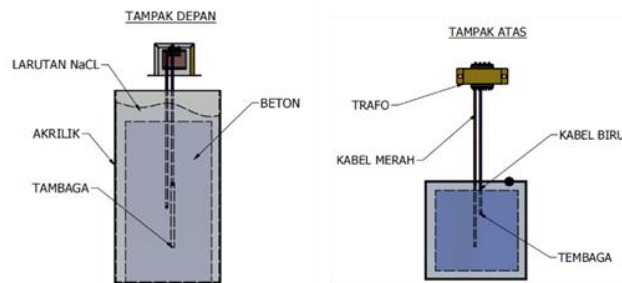 TAMPAK DEPAN
LARUTAN NaCL
BETON
AKRILIK
TAMBAGA
TAMPAK ATAS
TRAFO
KABEL MERAH
KABEL BIRU
TEMBAGA